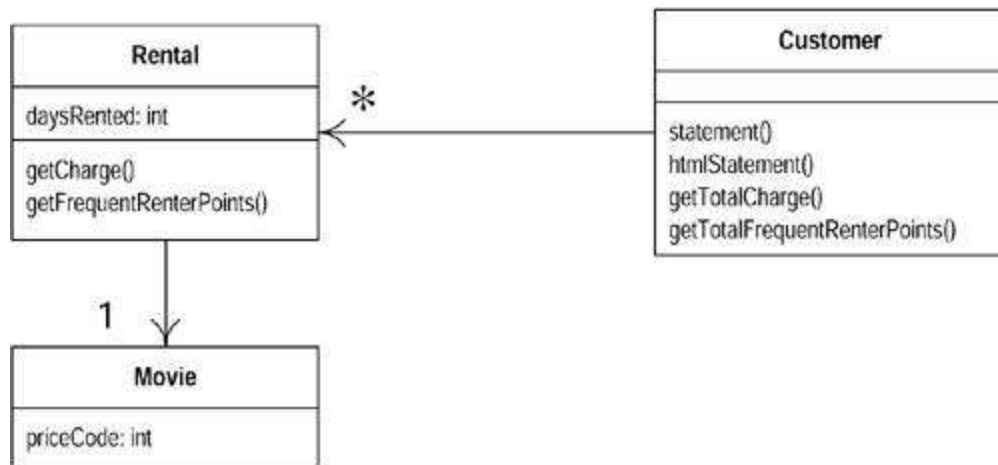 Rental
daysRented: int
getCharge()
getFrequentRenterPoints()
*
Customer
statement()
htmlStatement()
getTotalCharge()
getTotalFrequentRenterPoints()
1
Movie
priceCode: int